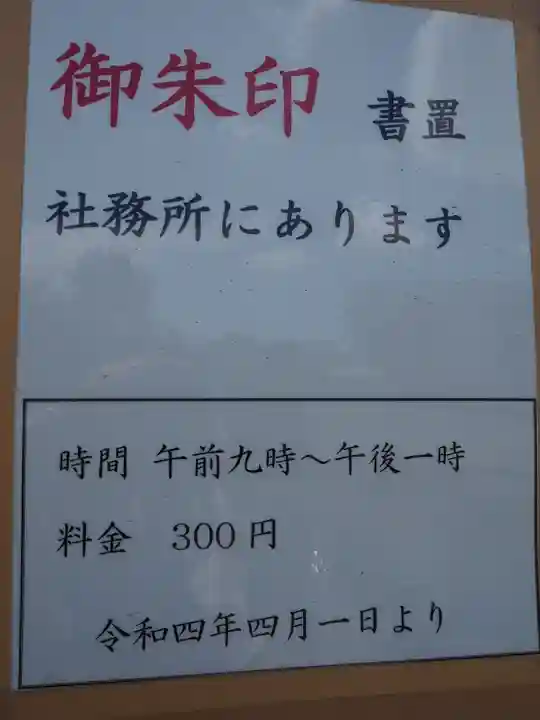 御朱印 書置
社務所にあります
時間 午前九時～午後一時
料金 300円
令和四年四月一日より